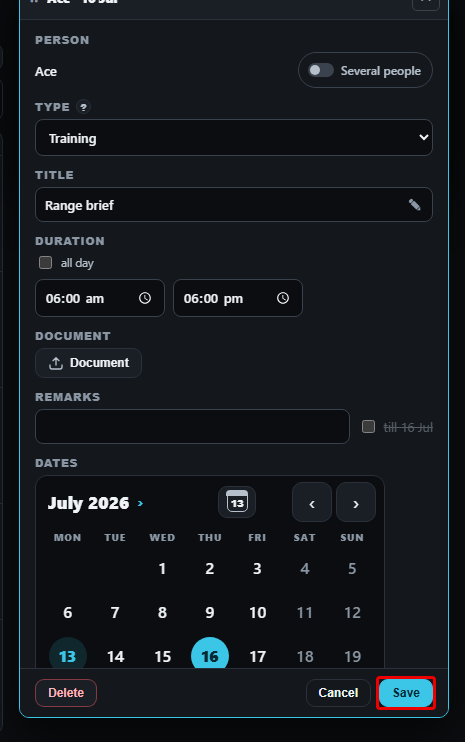 Ace - 16 Jul
PERSON
Ace
Several people
TYPE ?
Training
TITLE
Range brief
DURATION
all day
06:00 am 06:00 pm
DOCUMENT
Document
REMARKS
till 16 Jul
DATES
July 2026 › 13 ‹ ›
MON TUE WED THU FRI SAT SUN
1 2 3 4 5
6 7 8 9 10 11 12
13 14 15 16 17 18 19
Delete Cancel Save